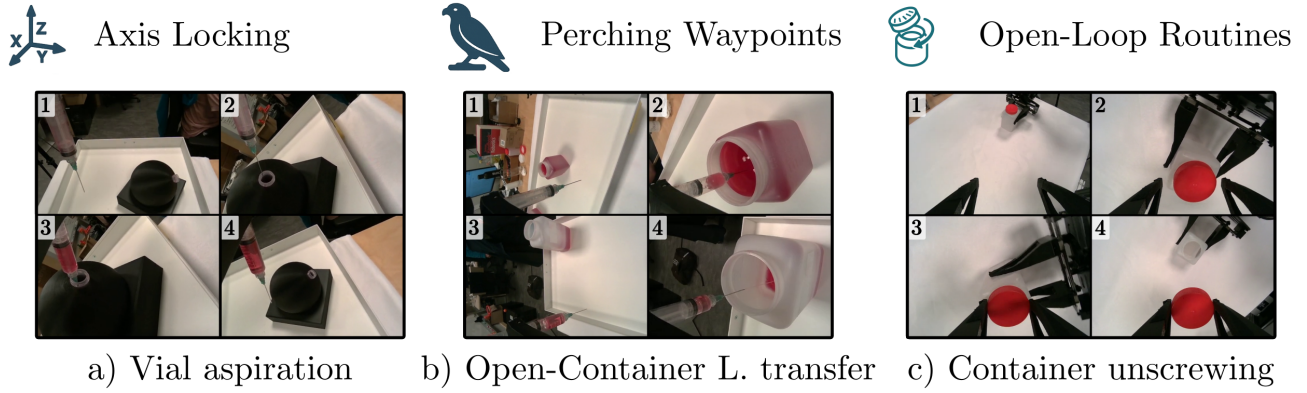 X Z Y Axis Locking
Perching Waypoints
Open-Loop Routines
1 2
3 4
a) Vial aspiration
1 2
3 4
b) Open-Container L. transfer
1 2
3 4
c) Container unscrewing